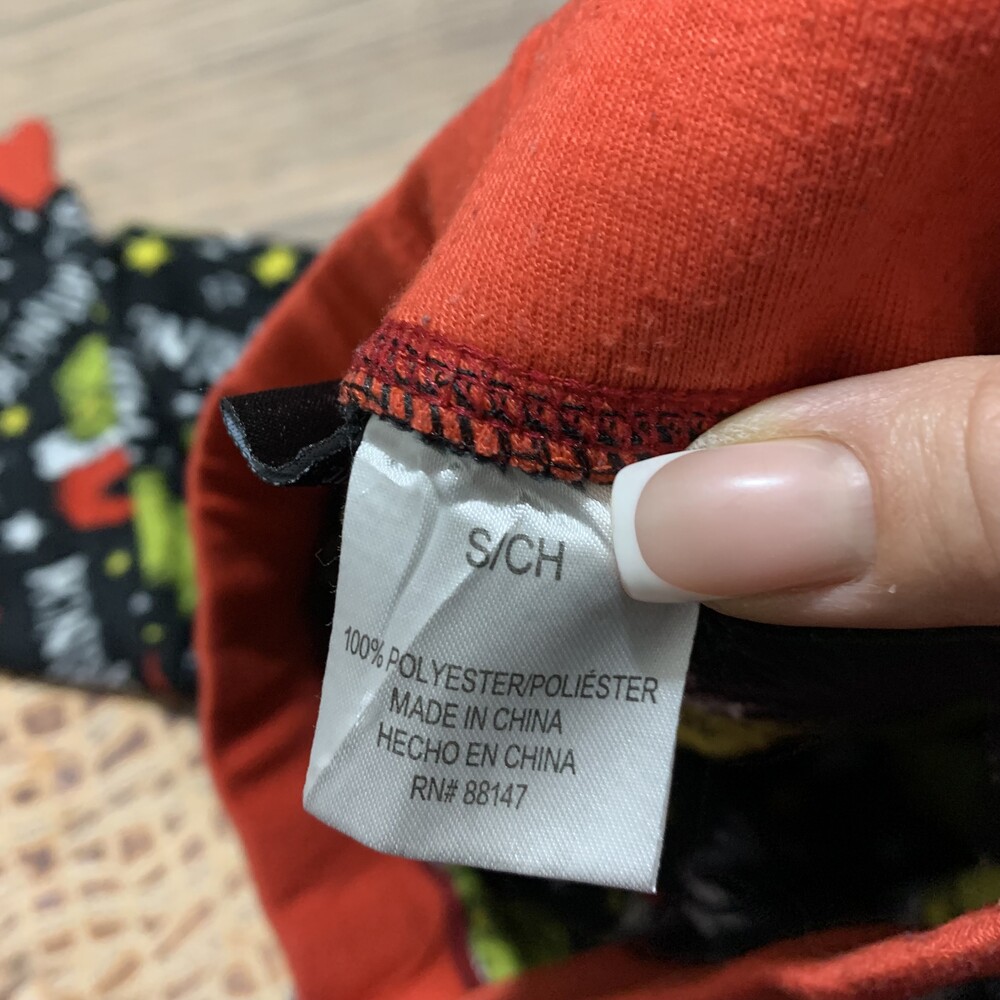 S/CH
100% POLYESTER/POLIÉSTER
MADE IN CHINA
HECHO EN CHINA
RN# 88147